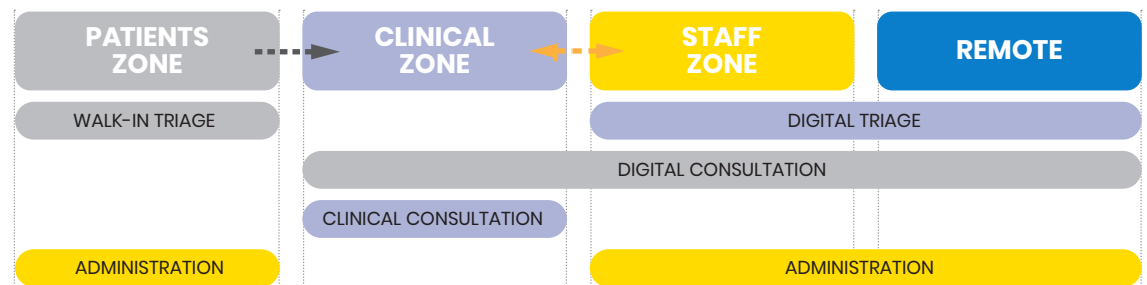 PATIENTS
ZONE
CLINICAL
ZONE
STAFF
ZONE
REMOTE
WALK-IN TRIAGE
DIGITAL TRIAGE
DIGITAL CONSULTATION
CLINICAL CONSULTATION
ADMINISTRATION
ADMINISTRATION